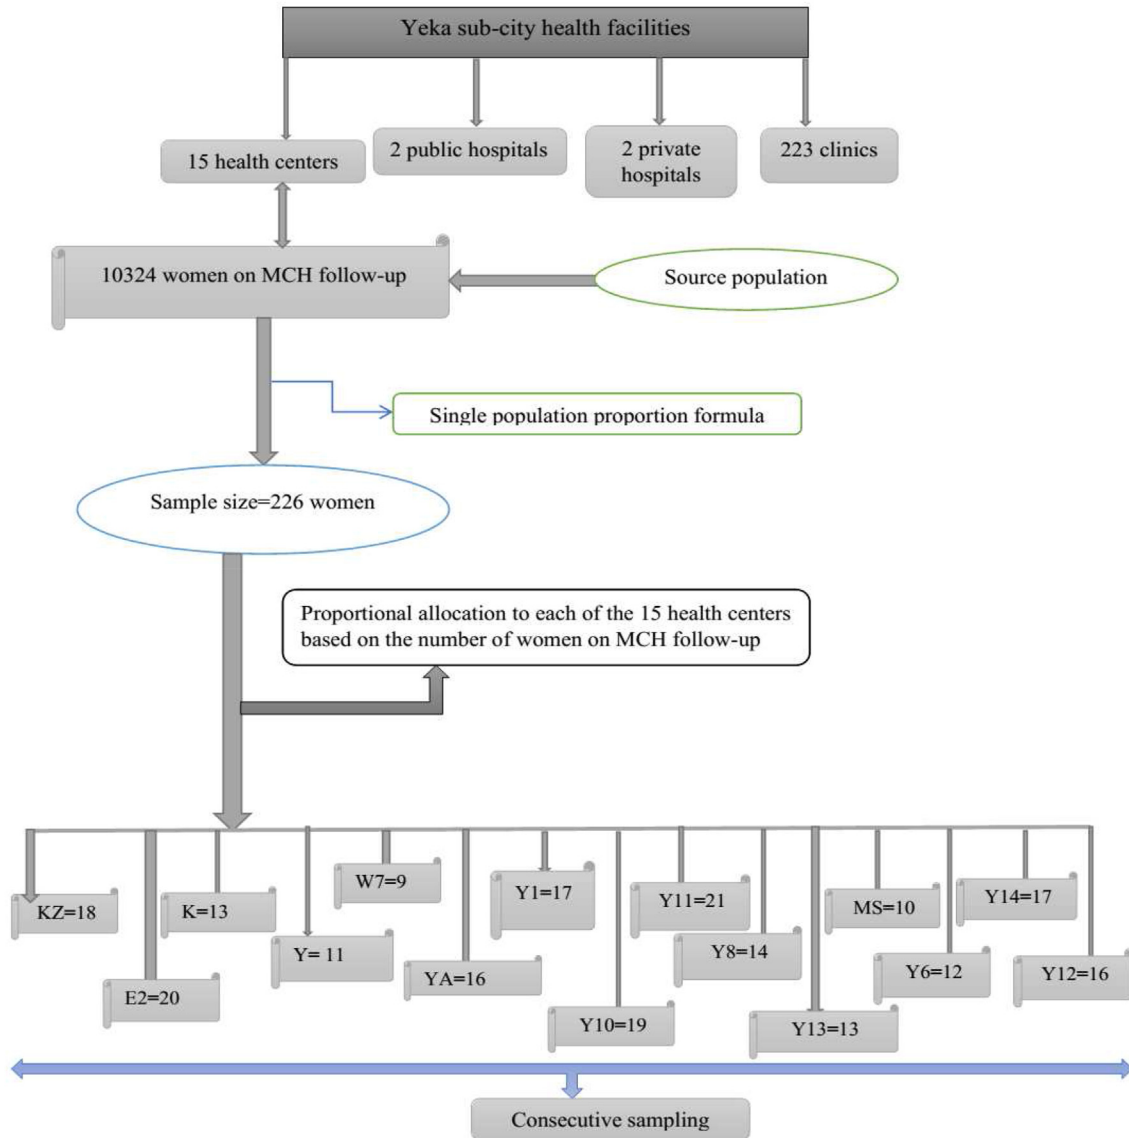 Yeka sub-city health facilities
15 health centers
2 public hospitals
2 private
hospitals
223 clinics
10324 women on MCH follow-up
Source population
Single population proportion formula
Sample size=226 women
Proportional allocation to each of the 15 health centers
based on the number of women on MCH follow-up
KZ=18
E2=20
K=13
Y= 11
W7=9
YA=16
Y1=17
Y10=19
Y11=21
Y8=14
Y13=13
MS=10
Y6=12
Y14=17
Y12=16
Consecutive sampling